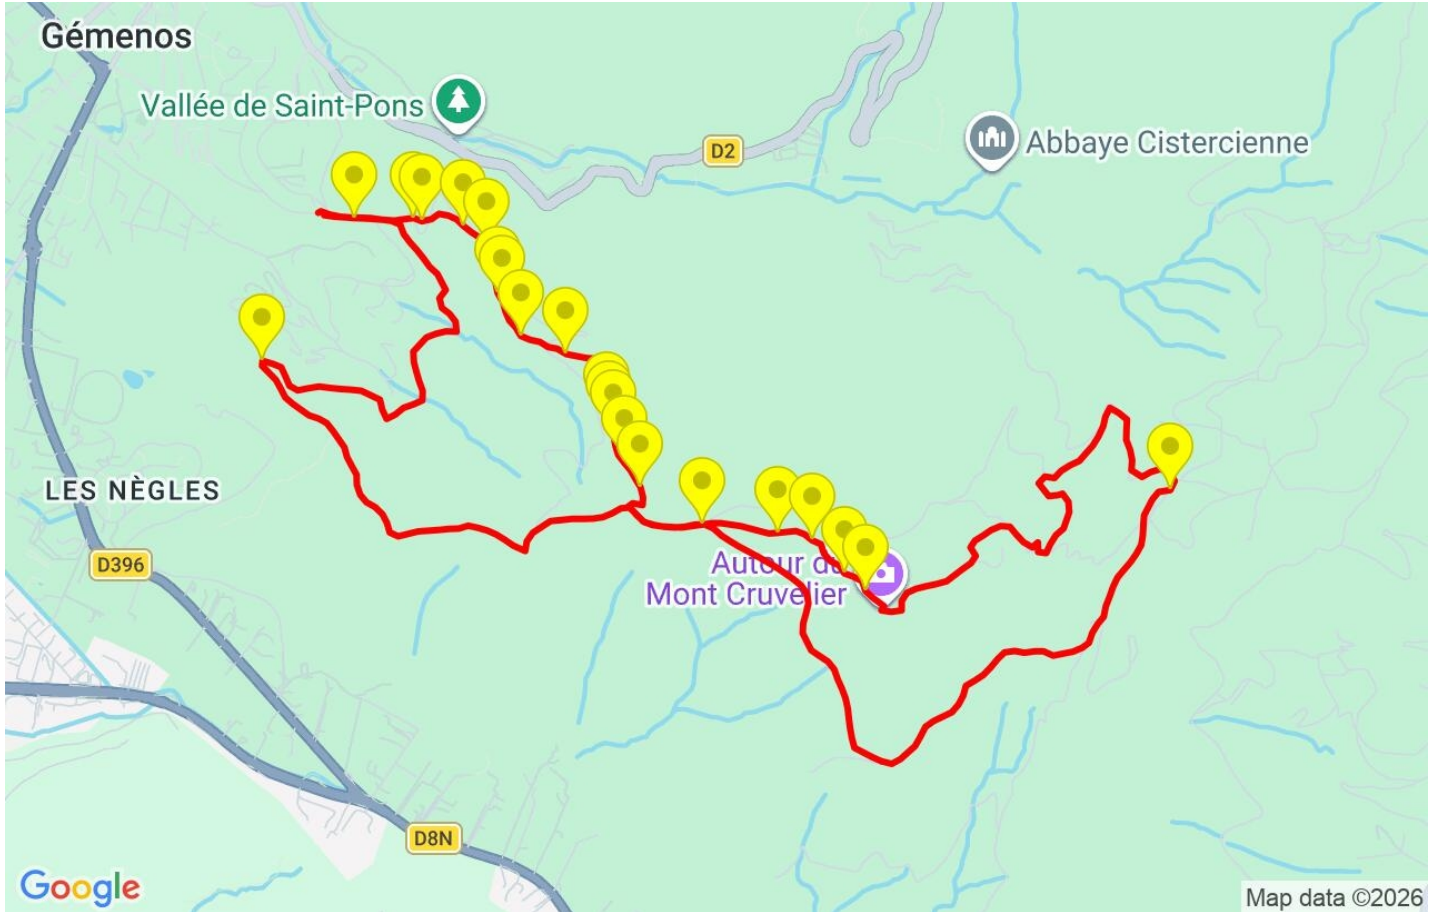 Gémenos
Vallée de Saint-Pons
D2
Abbaye Cistercienne
LES NÈGLES
D396
Autour du
Mont Cruvelier
D8N
Google
Map data ©2026